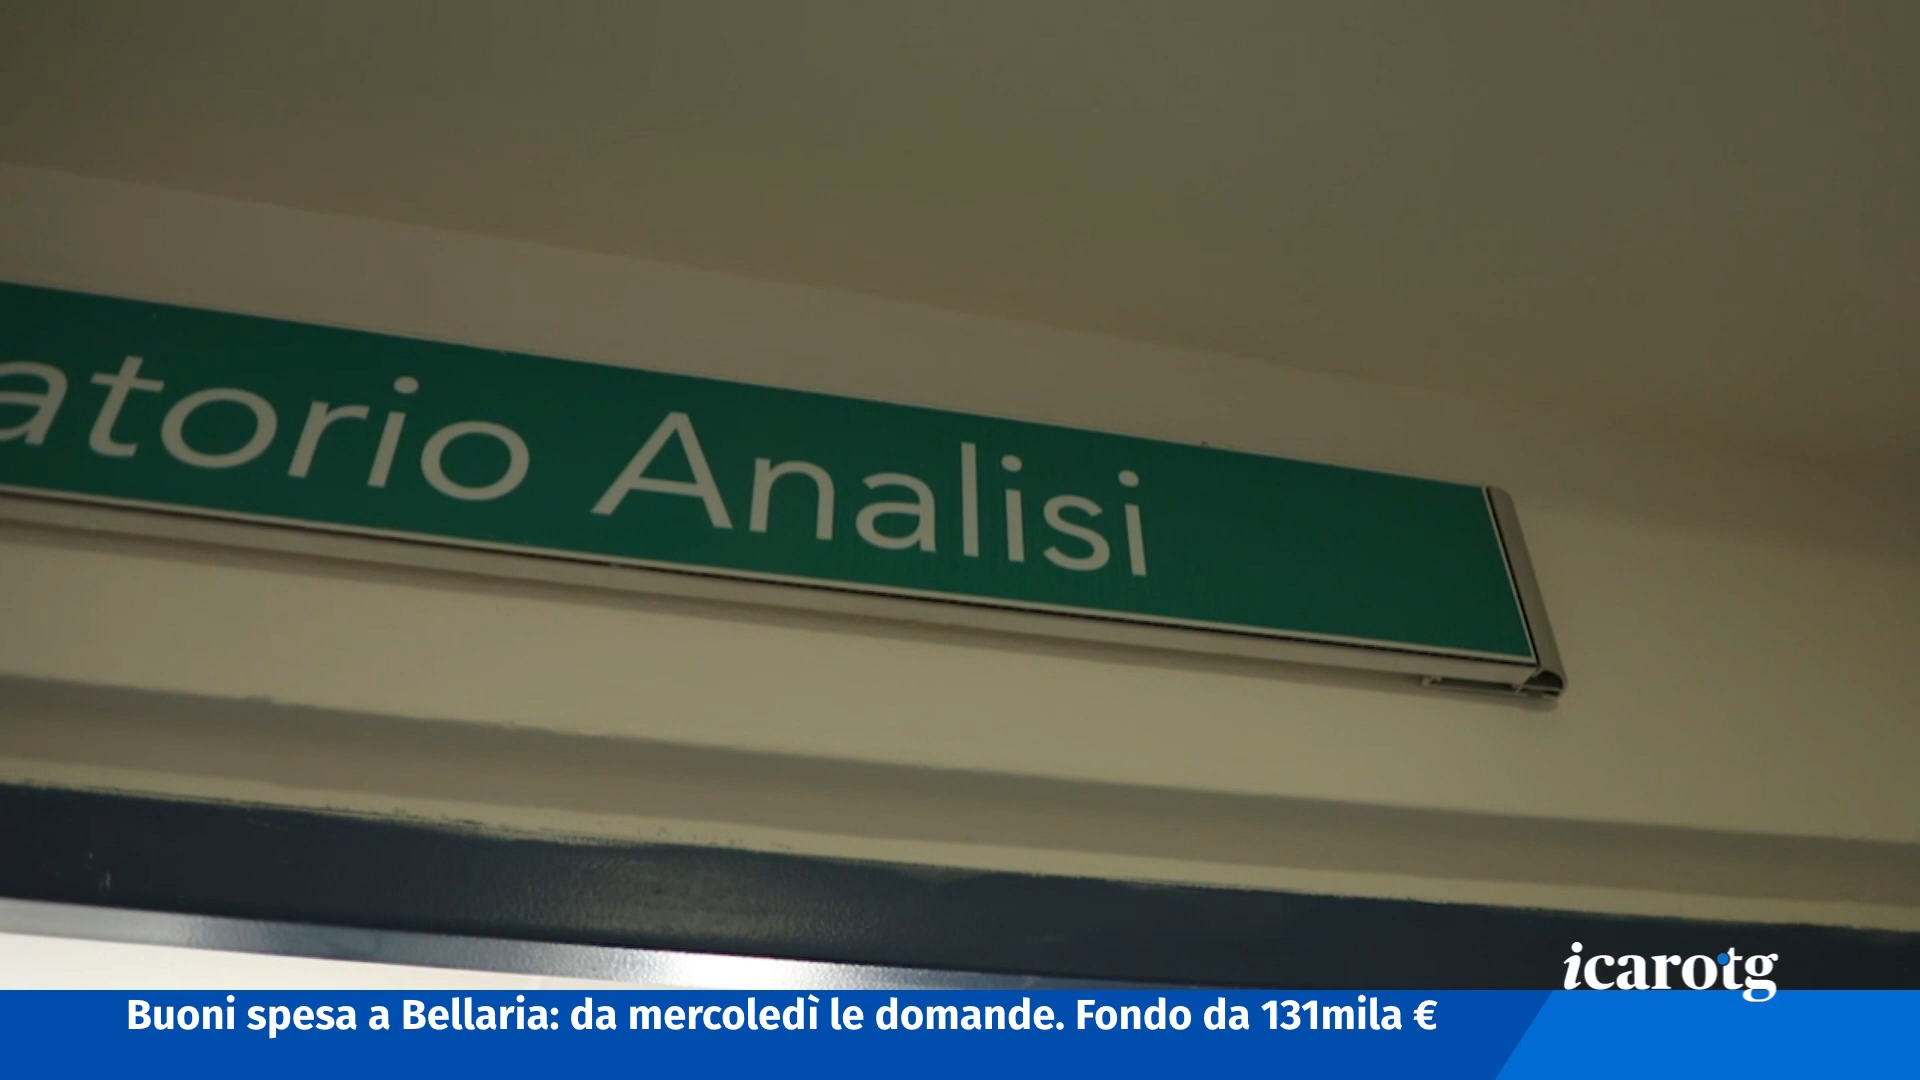 atorio Analisi
icarotg
Buoni spesa a Bellaria: da mercoledì le domande. Fondo da 131mila €